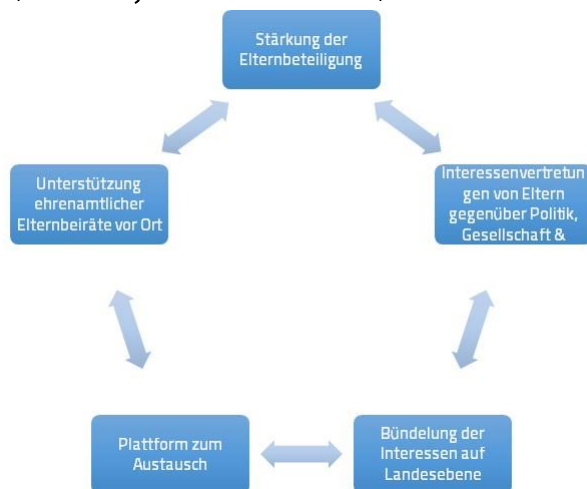 Stärkung der
Elternbeteiligung
Unterstützung
ehrenamtlicher
Elternbeiräte vor Ort
Interessenvertretun
gen von Eltern
gegenüber Politik,
Gesellschaft &
Plattform zum
Austausch
Bündelung der
Interessen auf
Landesebene